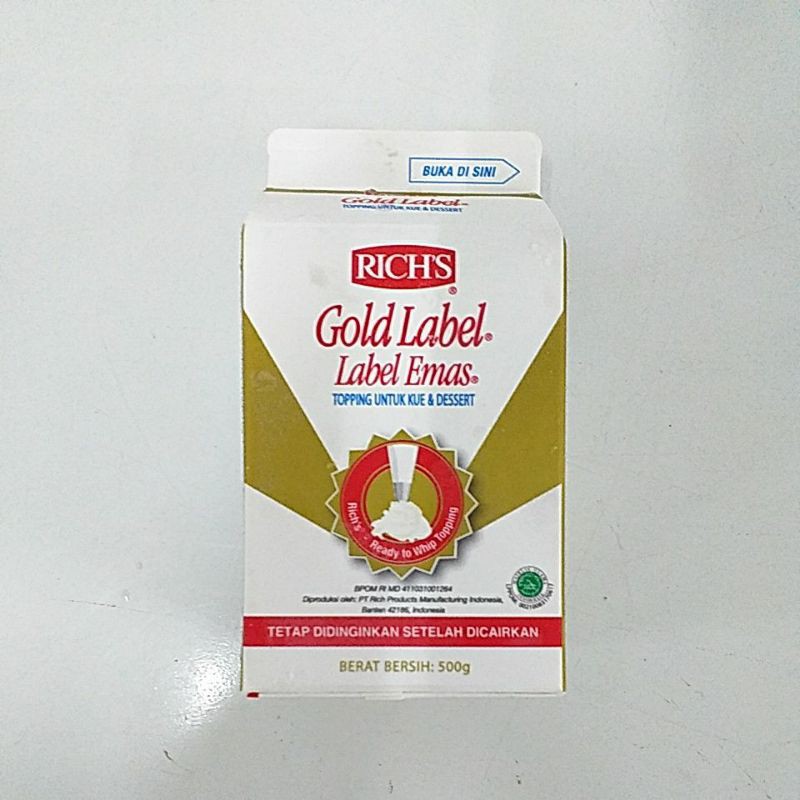 BUKA DI SINI
Gold Label
TOPPING UNTUK KUE & DESSERT
RICH'S®
Gold Label®
Label Emas®
TOPPING UNTUK KUE & DESSERT
Rich's® - Ready to Whip Topping
BPOM RI MD 411031001264
Diproduksi oleh: PT. Rich Products Manufacturing Indonesia,
Banten 42186, Indonesia
TETAP DIDINGINKAN SETELAH DICAIRKAN
BERAT BERSIH: 500g